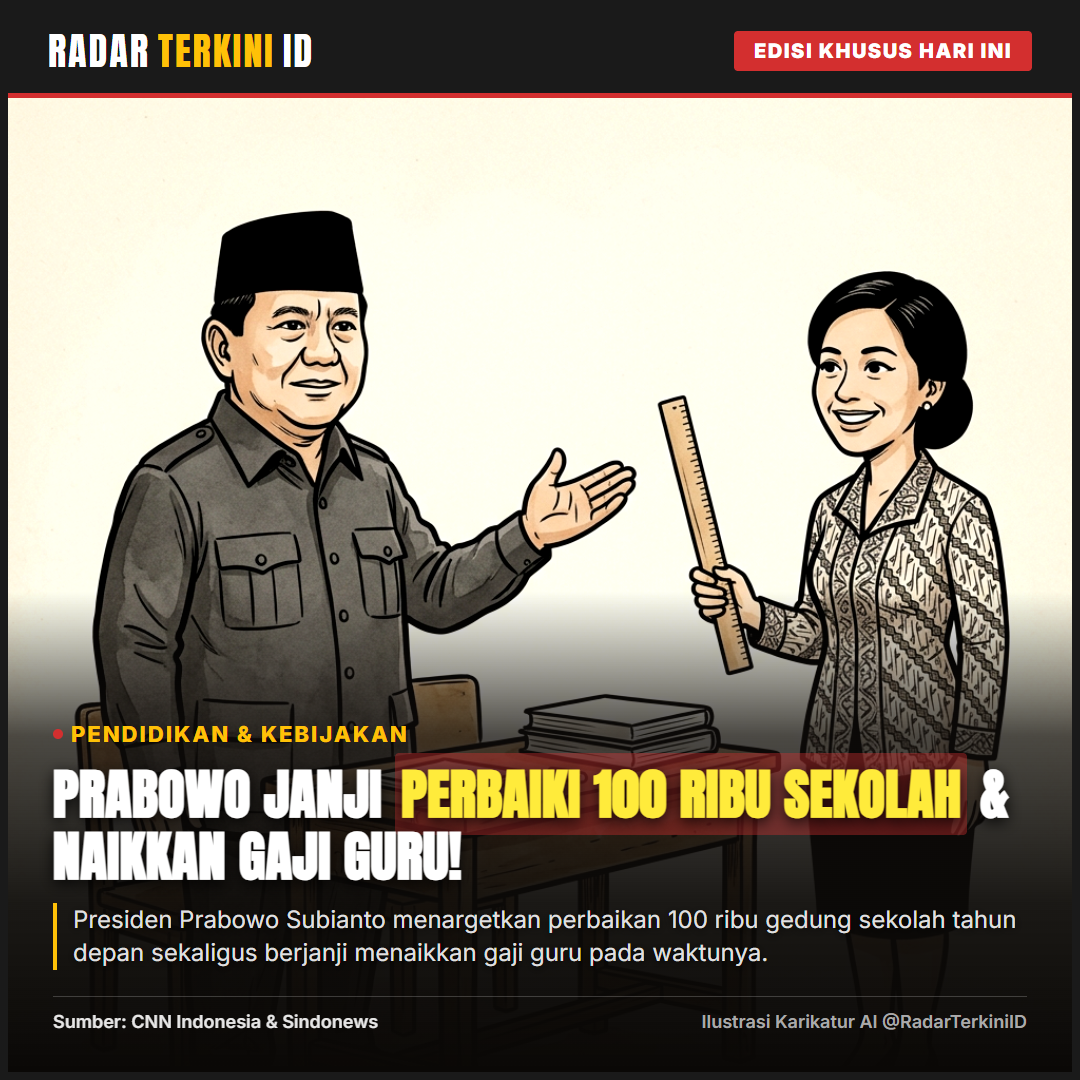 RADAR TERKINI ID
EDISI KHUSUS HARI INI
PENDIDIKAN & KEBIJAKAN
PRABOWO JANJI PERBAIKI 100 RIBU SEKOLAH &
NAIKKAN GAJI GURU!
Presiden Prabowo Subianto menargetkan perbaikan 100 ribu gedung sekolah tahun
depan sekaligus berjanji menaikkan gaji guru pada waktunya.
Sumber: CNN Indonesia & Sindonews
Ilustrasi Karikatur AI @RadarTerkiniID